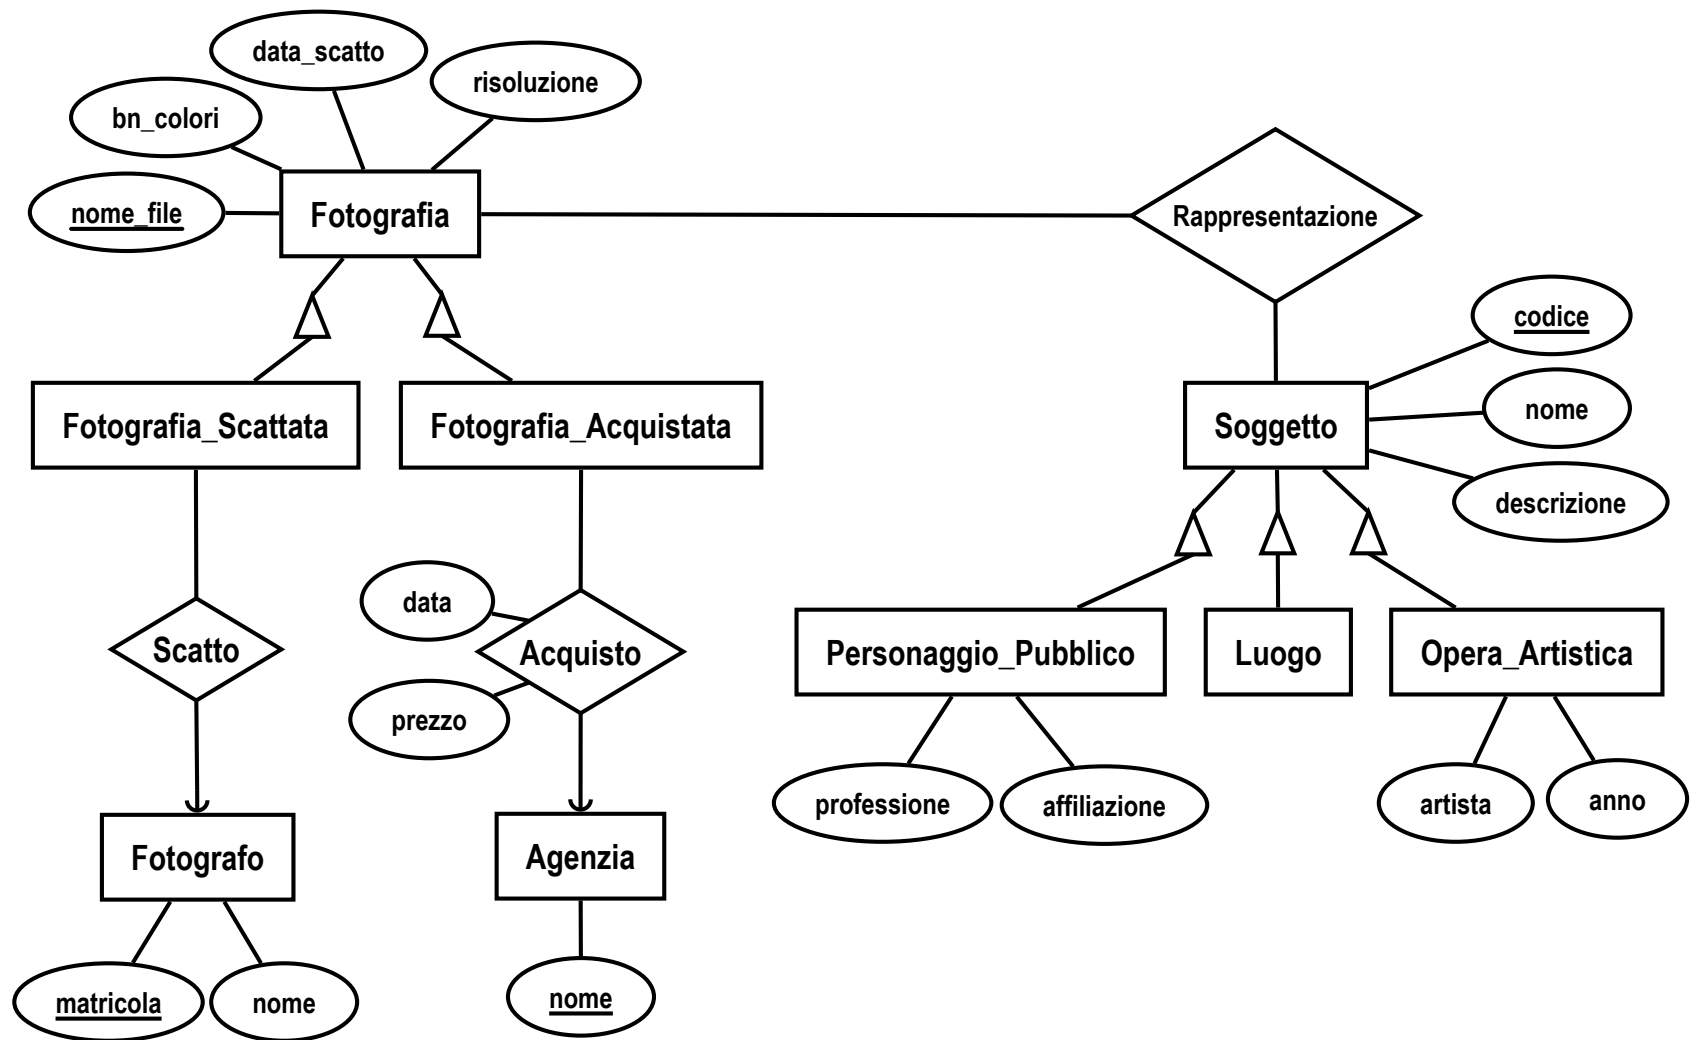 data_scatto
risoluzione
bn_colori
nome_file
Fotografia
Rappresentazione
codice
nome
descrizione
Fotografia_Scattata
Fotografia_Acquistata
Soggetto
data
Scatto
Acquisto
prezzo
Personaggio_Pubblico
Luogo
Opera_Artistica
professione
affiliazione
artista
anno
Fotografo
Agenzia
matricola
nome
nome